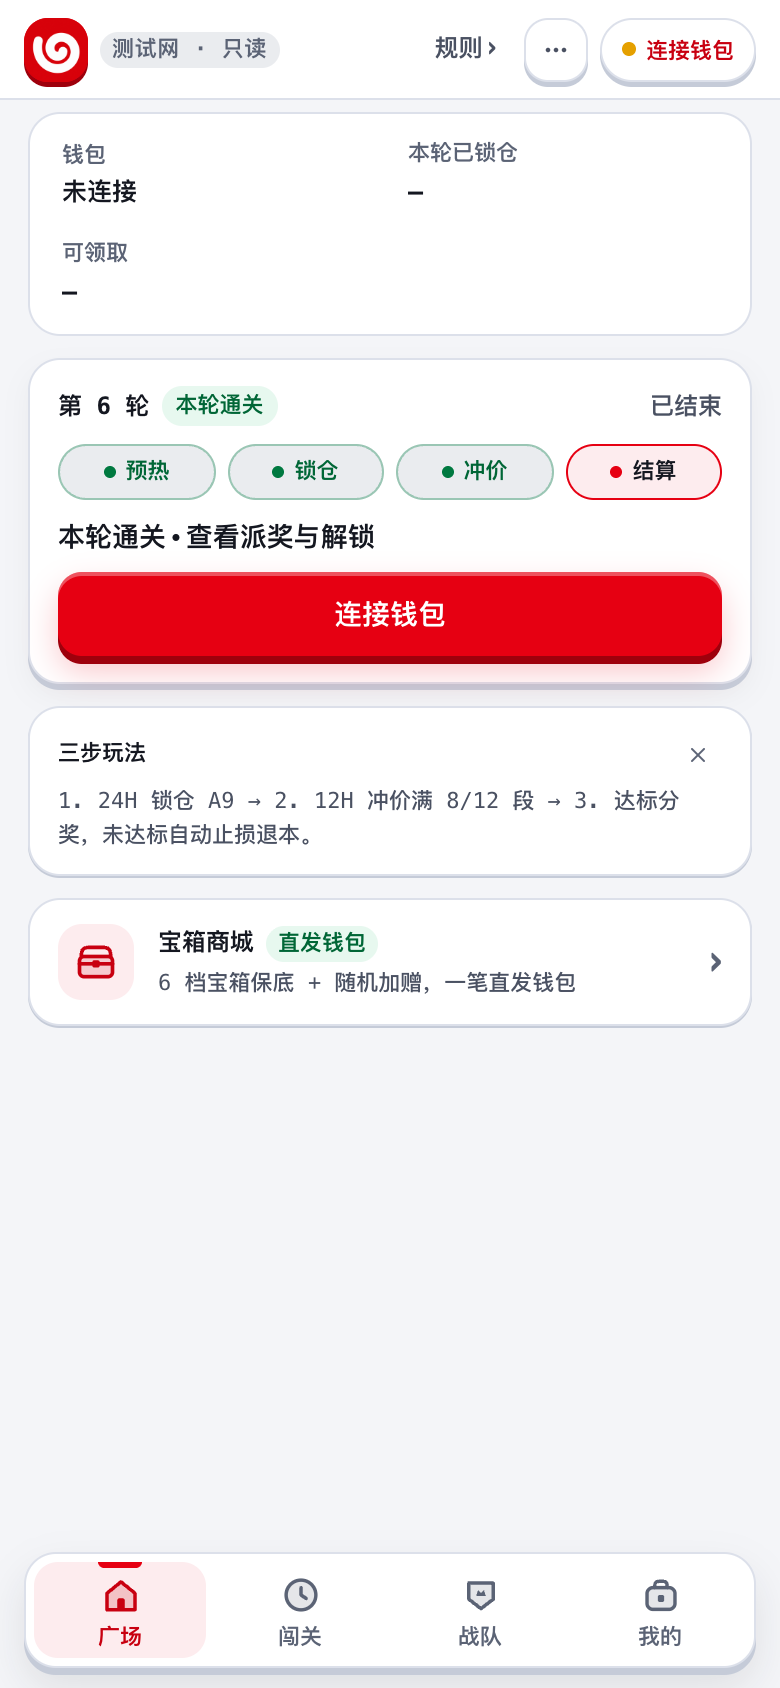 测试网 · 只读
规则 ›
···
连接钱包
钱包
未连接
本轮已锁仓
—
可领取
—
第 6 轮
本轮通关
已结束
预热
锁仓
冲价
结算
本轮通关 • 查看派奖与解锁
连接钱包
三步玩法
×
1. 24H 锁仓 A9 → 2. 12H 冲价满 8/12 段 → 3. 达标分
奖，未达标自动止损退本。
宝箱商城
直发钱包
6 档宝箱保底 + 随机加赠，一笔直发钱包
›
广场
闯关
战队
我的